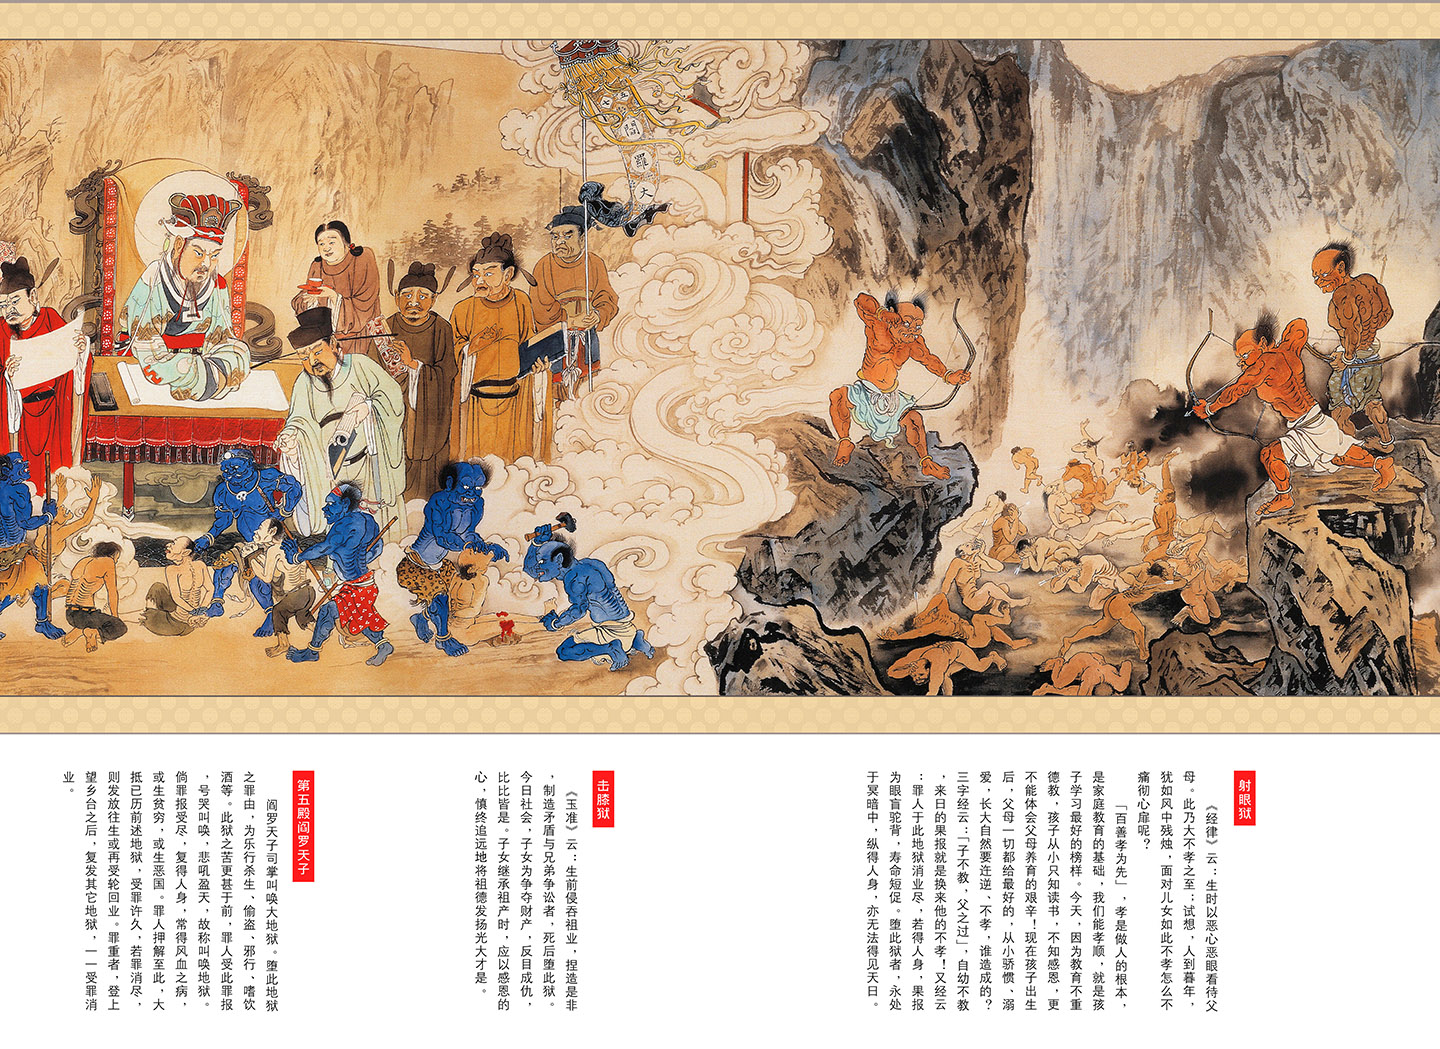 五
閻
羅
大
射眼狱
《经律》云：生时以恶心恶眼看待父
母。此乃大不孝之至；试想，人到暮年，
犹如风中残烛，面对儿女如此不孝怎么不
痛彻心扉呢？
「百善孝为先」，孝是做人的根本，
是家庭教育的基础，我们能孝顺，就是孩
子学习最好的榜样。今天，因为教育不重
德教，孩子从小只知读书，不知感恩，更
不能体会父母养育的艰辛！现在孩子出生
后，父母一切都给最好的，从小骄惯、溺
爱，长大自然要连逆、不孝，谁造成的？
三字经云：「子不教，父之过」，自幼不教
，来日的果报就是换来他的不孝！又经云
：罪人于此地狱消业尽，若得人身，果报
为眼盲驼背，寿命短促。堕此狱者，永处
于冥暗中，纵得人身，亦无法得见天日。
击膝狱
《玉准》云：生前侵吞祖业，捏造是非
，制造矛盾与兄弟争讼者，死后堕此狱。
今日社会，子女为争夺财产，反目成仇，
比比皆是。子女继承祖产时，应以感恩的
心，慎终追远地将祖德发扬光大才是。
第五殿阎罗天子
阎罗天子司掌叫唤大地狱。堕此地狱
之罪由，为乐行杀生、偷盗、邪行、嗜饮
酒等。此狱之苦更甚于前，罪人受此罪报
，号哭叫唤，悲吼盈天，故称叫唤地狱。
倘罪报受尽，复得人身，常得风血之病，
或生贫穷，或生恶国。罪人押解至此，大
抵已历前述地狱，受罪许久，若罪消尽，
则发放往生或再受轮回业。罪重者，登上
望乡台之后，复发其它地狱，一一受罪消
业。